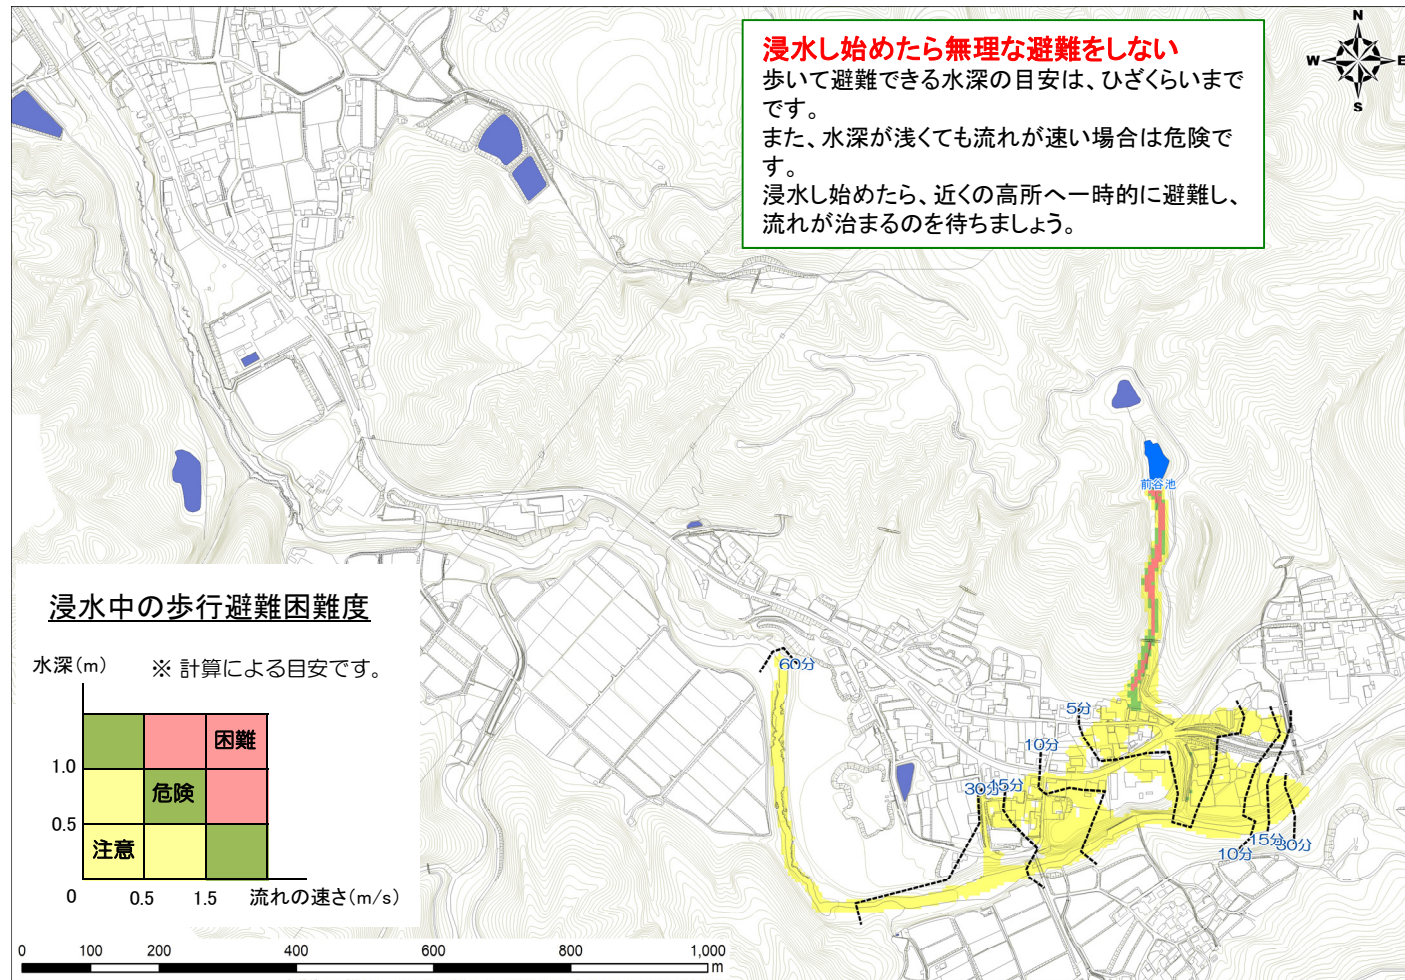 浸水し始めたら無理な避難をしない
歩いて避難できる水深の目安は、ひざくらいまで
です。
また、水深が浅くても流れが速い場合は危険で
す。
浸水し始めたら、近くの高所へ一時的に避難し、
流れが治まるのを待ちましょう。
N
W
E
S
前谷池
60分
5分
10分
30分
15分
10分
15分
30分
浸水中の歩行避難困難度
水深(m)
※ 計算による目安です。
困難
1.0
危険
0.5
注意
0
0.5
1.5
流れの速さ(m/s)
0
100
200
400
600
800
1,000
m